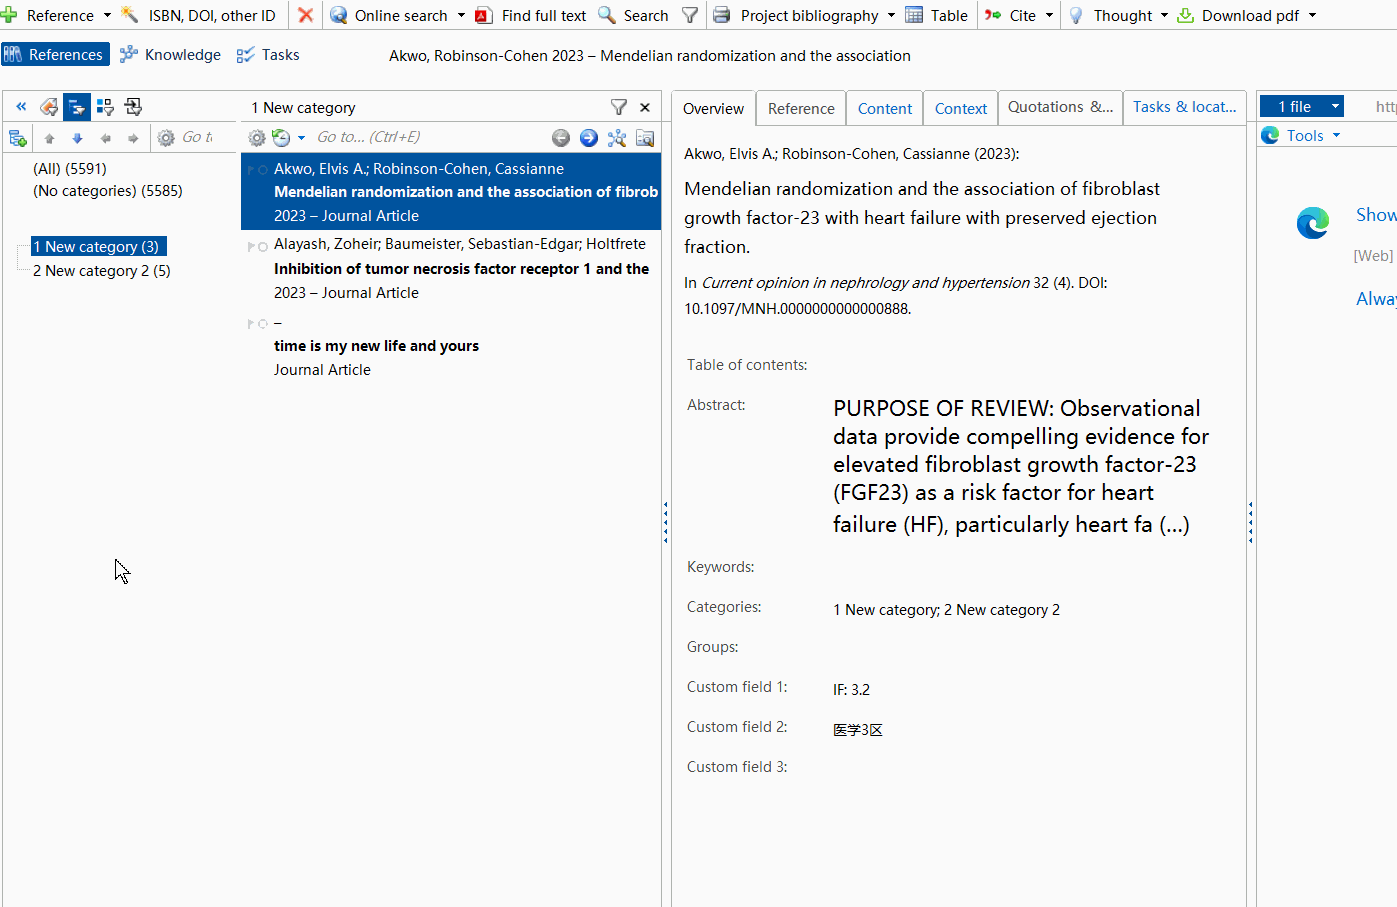 Reference
ISBN, DOI, other ID
Online search
Find full text
Search
Project bibliography
Table
Cite
Thought
Download pdf
References
Knowledge
Tasks
Akwo, Robinson-Cohen 2023 – Mendelian randomization and the association
Go to
(All) (5591)
(No categories) (5585)
1 New category (3)
2 New category 2 (5)
1 New category
Go to... (Ctrl+E)
Akwo, Elvis A.; Robinson-Cohen, Cassianne
Mendelian randomization and the association of fibrob
2023 – Journal Article
Alayash, Zoheir; Baumeister, Sebastian-Edgar; Holtfrete
Inhibition of tumor necrosis factor receptor 1 and the
2023 – Journal Article
–
time is my new life and yours
Journal Article
Overview
Reference
Content
Context
Quotations &...
Tasks & locat...
Akwo, Elvis A.; Robinson-Cohen, Cassianne (2023):
Mendelian randomization and the association of fibroblast
growth factor-23 with heart failure with preserved ejection
fraction.
In Current opinion in nephrology and hypertension 32 (4). DOI:
10.1097/MNH.0000000000000888.
Table of contents:
Abstract:
PURPOSE OF REVIEW: Observational
data provide compelling evidence for
elevated fibroblast growth factor-23
(FGF23) as a risk factor for heart
failure (HF), particularly heart fa (...)
Keywords:
Categories:
1 New category; 2 New category 2
Groups:
Custom field 1:
IF: 3.2
Custom field 2:
医学3区
Custom field 3:
1 file
htt
Tools
Show
[Web]
Alway